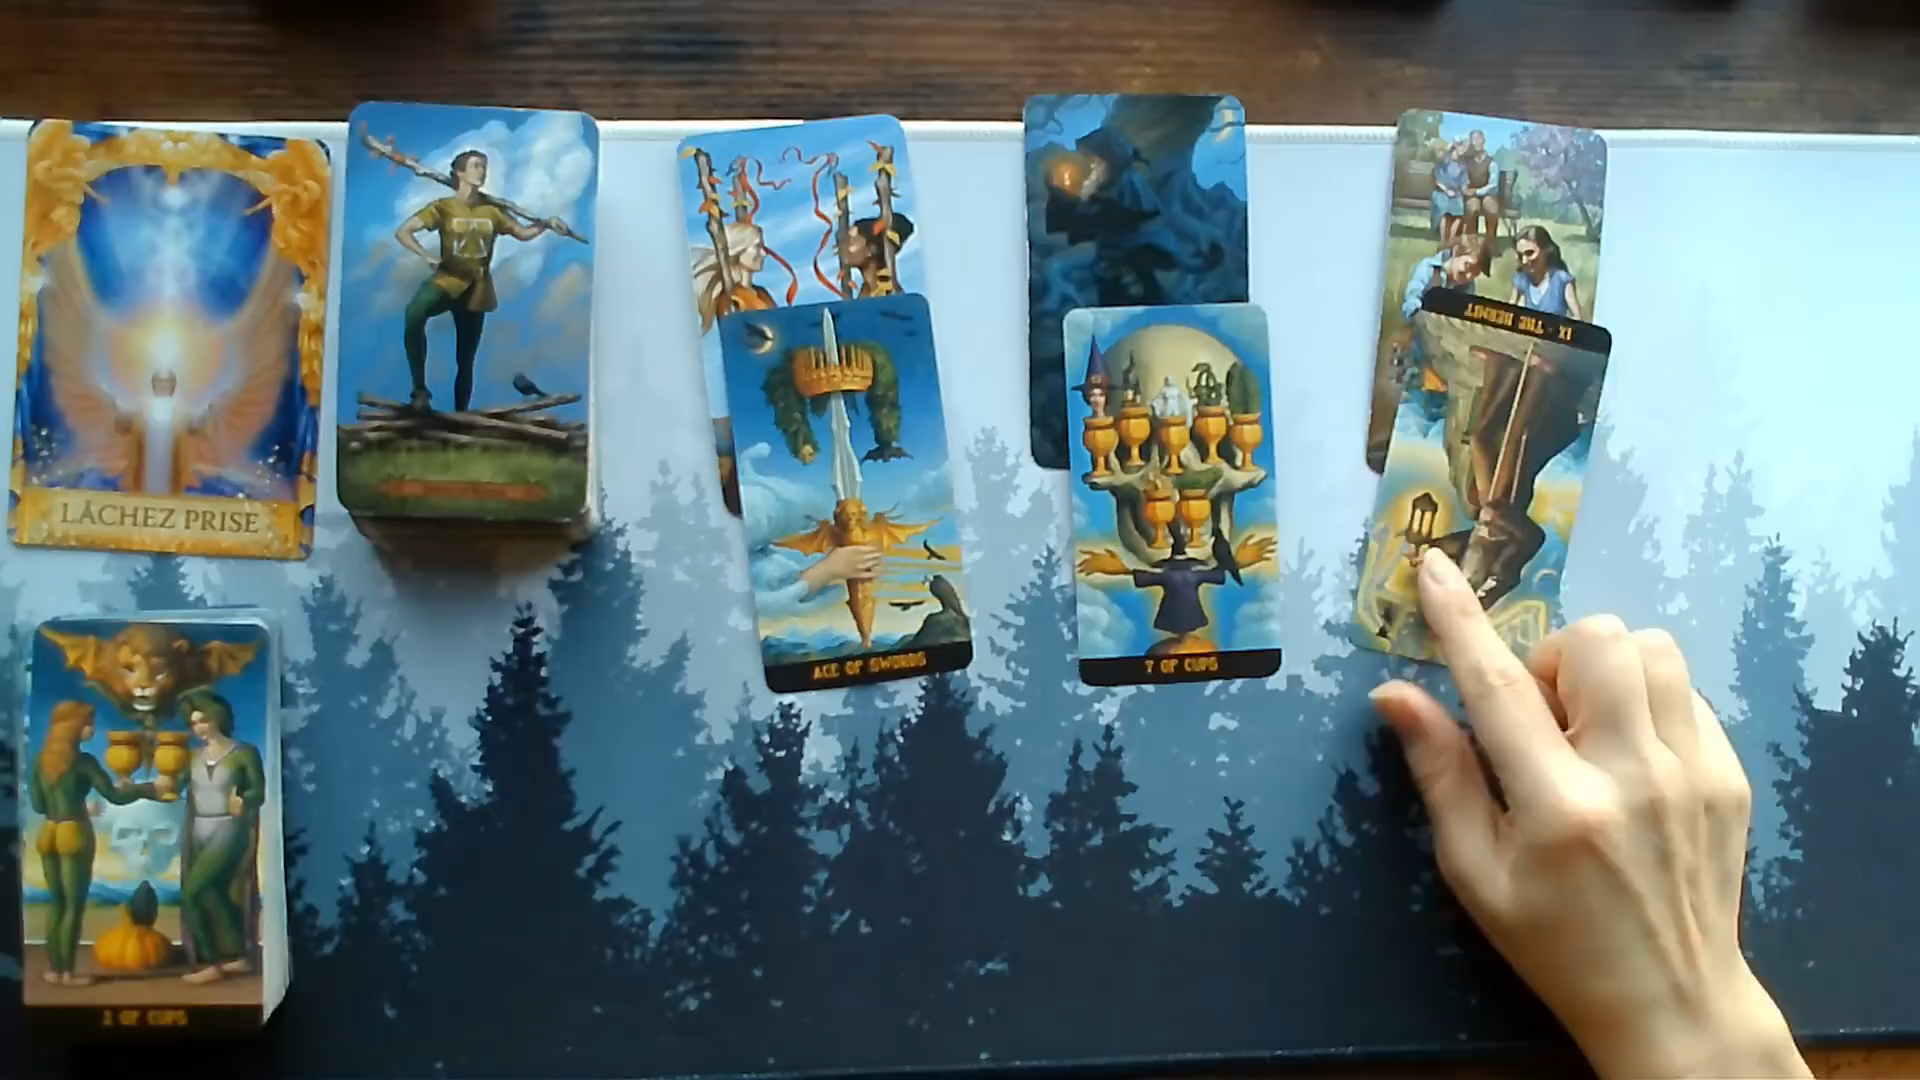 LÂCHEZ PRISE
ACE OF SWORDS
7 OF CUPS
IX · THE HERMIT
2 OF CUPS